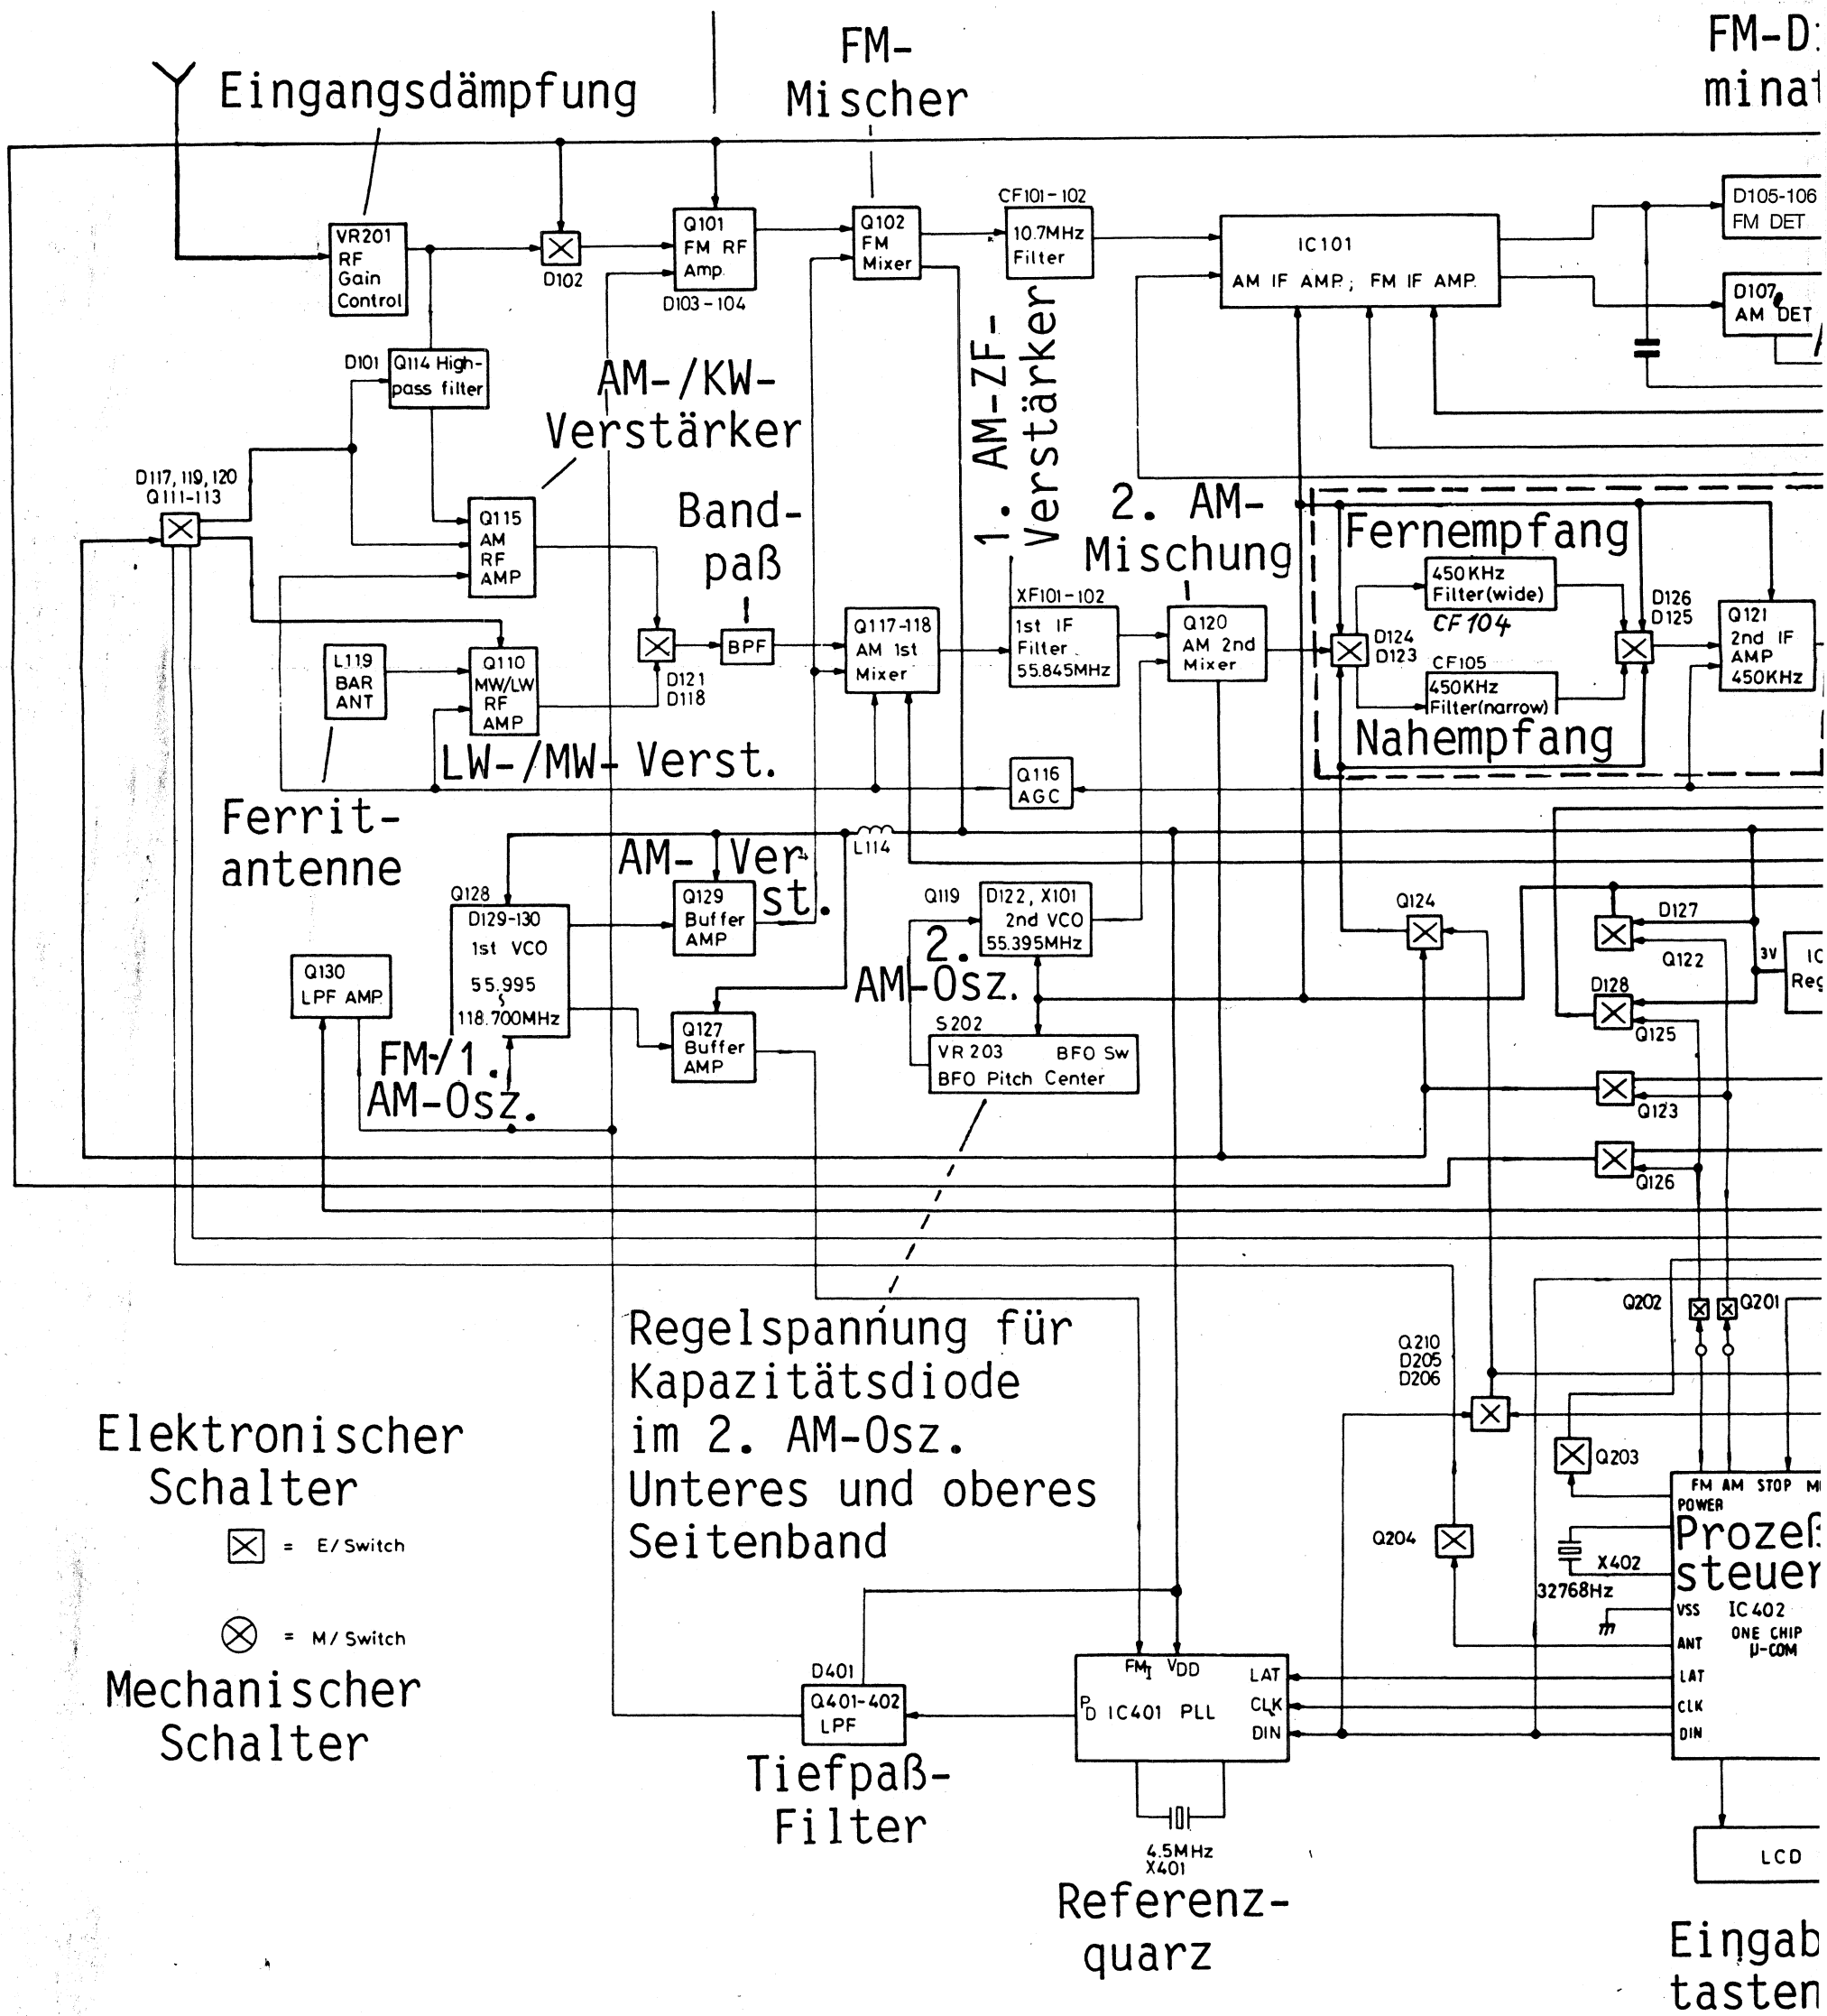 FM-
Mischer
Eingangsdämpfung
VR201
RF
Gain
Control
D102
Q101
FM RF
Amp.
D103-104
Q102
FM
Mixer
CF101-102
10.7MHz
Filter
IC101
AM IF AMP.; FM IF AMP.
D105-106
FM DET
D107
AM DET
D101
Q114 High-
pass filter
AM-/KW-
Verstärker
1. AM-ZF-
Verstärker
D117, 119, 120
Q111-113
Q115
AM
RF
AMP
Band-
paß
2. AM-
Mischung
Fernempfang
450KHz
Filter(wide)
CF104
D126
D125
D124
D123
CF105
450KHz
Filter(narrow)
Nahempfang
Q121
2nd IF
AMP
450KHz
L119
BAR
ANT
Q110
MW/LW
RF
AMP
D121
D118
BPF
Q117-118
AM 1st
Mixer
XF101-102
1st IF
Filter
55.845MHz
Q120
AM 2nd
Mixer
LW-/MW- Verst.
Q116
AGC
Ferrit-
antenne
L114
AM- Ver-
st.
Q128
D129-130
1st VCO
55.995
118.700MHz
Q129
Buffer
AMP
Q119
D122, X101
2nd VCO
55.395MHz
2.
AM-Osz.
Q130
LPF AMP
Q127
Buffer
AMP
FM-/1.
AM-Osz.
S202
VR203 BFO Sw
BFO Pitch Center
Q124
D127
Q122
3V
D128
Q125
Q123
Q126
Regelspannung für
Kapazitätsdiode
im 2. AM-Osz.
Unteres und oberes
Seitenband
Q202
Q201
Q210
D205
D206
Q203
Q204
Elektronischer
Schalter
= E/Switch
= M/Switch
Mechanischer
Schalter
FM AM STOP
POWER
X402
32768Hz
VSS
IC402
ONE CHIP
μ-COM
ANT
LAT
CLK
DIN
D401
Q401-402
LPF
Tiefpaß-
Filter
FMI VDD LAT
PD IC401 PLL CLK
DIN
4.5MHz
X401
Referenz-
quarz
LCD